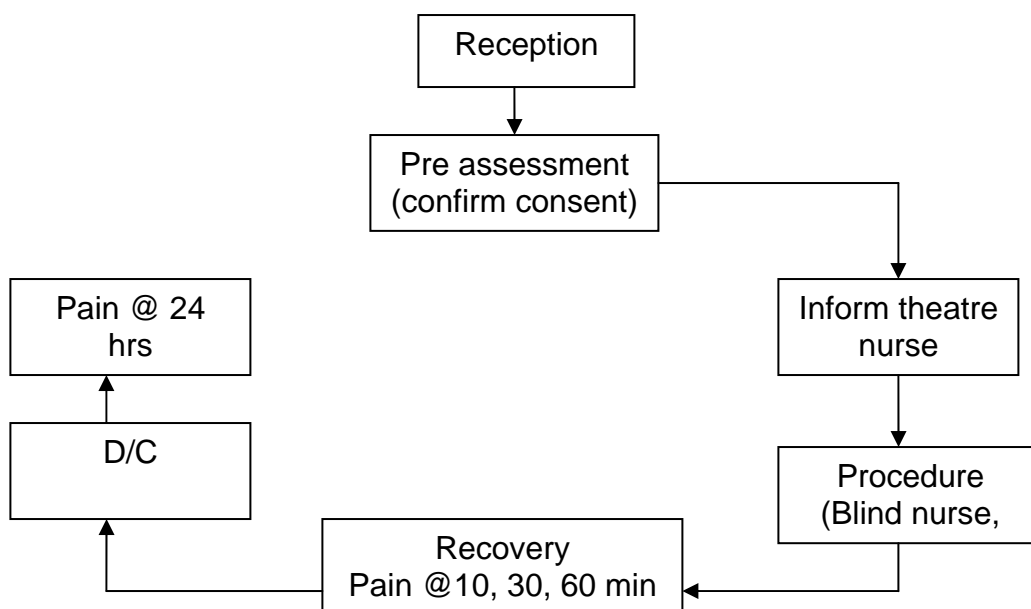 Reception
Pre assessment
(confirm consent)
Inform theatre
nurse
Procedure
(Blind nurse,
Recovery
Pain @10, 30, 60 min
D/C
Pain @ 24
hrs